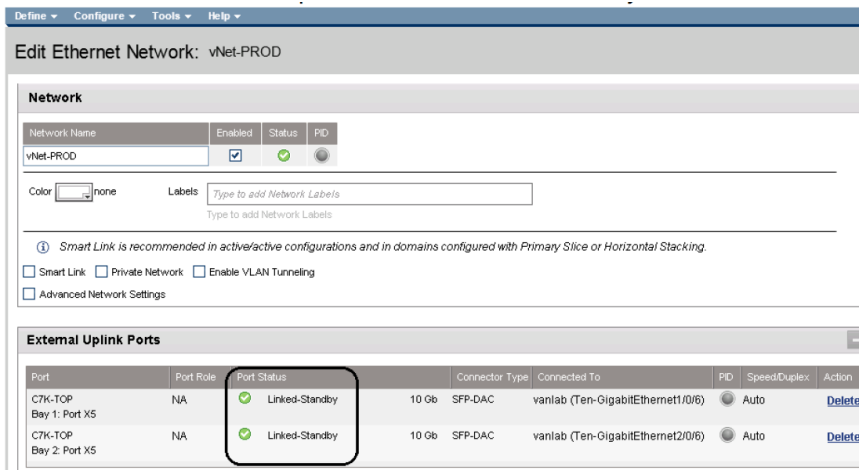 Define Configure Tools Help
Edit Ethernet Network: vNet-PROD
Network
Network Name Enabled Status PID
vNet-PROD
Color none Labels Type to add Network Labels
Type to add Network Labels
Smart Link is recommended in active/active configurations and in domains configured with Primary Slice or Horizontal Stacking.
Smart Link Private Network Enable VLAN Tunneling
Advanced Network Settings
External Uplink Ports
Port Port Role Port Status Connector Type Connected To PID Speed/Duplex Action
C7K-TOP NA Linked-Standby 10 Gb SFP-DAC vanlab (Ten-GigabitEthernet1/0/6) Auto Delete
Bay 1: Port X5
C7K-TOP NA Linked-Standby 10 Gb SFP-DAC vanlab (Ten-GigabitEthernet2/0/6) Auto Delete
Bay 2: Port X5